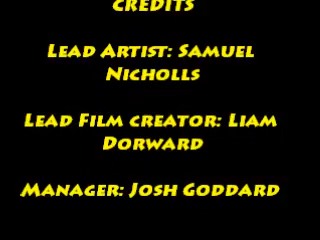 CREDITS
LEAD ARTIST: SAMUEL
NICHOLLS
LEAD FILM CREATOR: LIAM
DORWARD
MANAGER: JOSH GODDARD